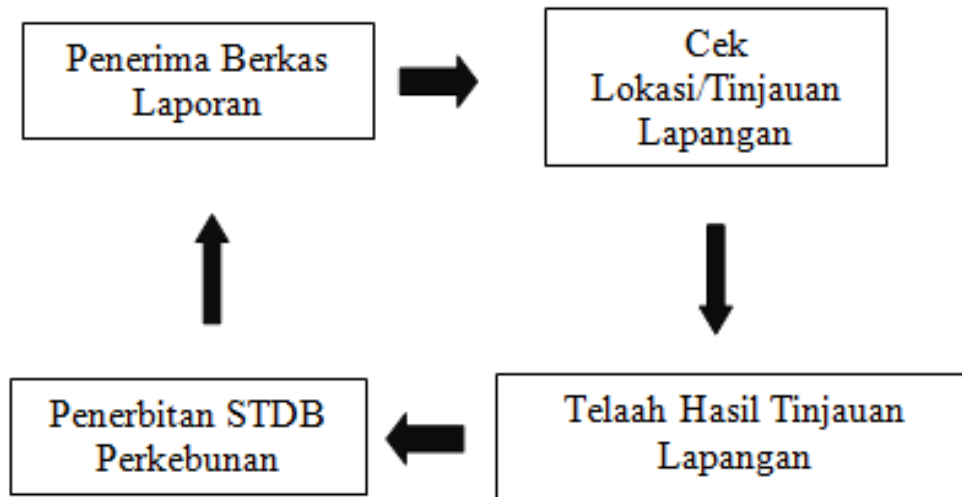 Penerima Berkas
Laporan
Cek
Lokasi/Tinjauan
Lapangan
Telaah Hasil Tinjauan
Lapangan
Penerbitan STDB
Perkebunan